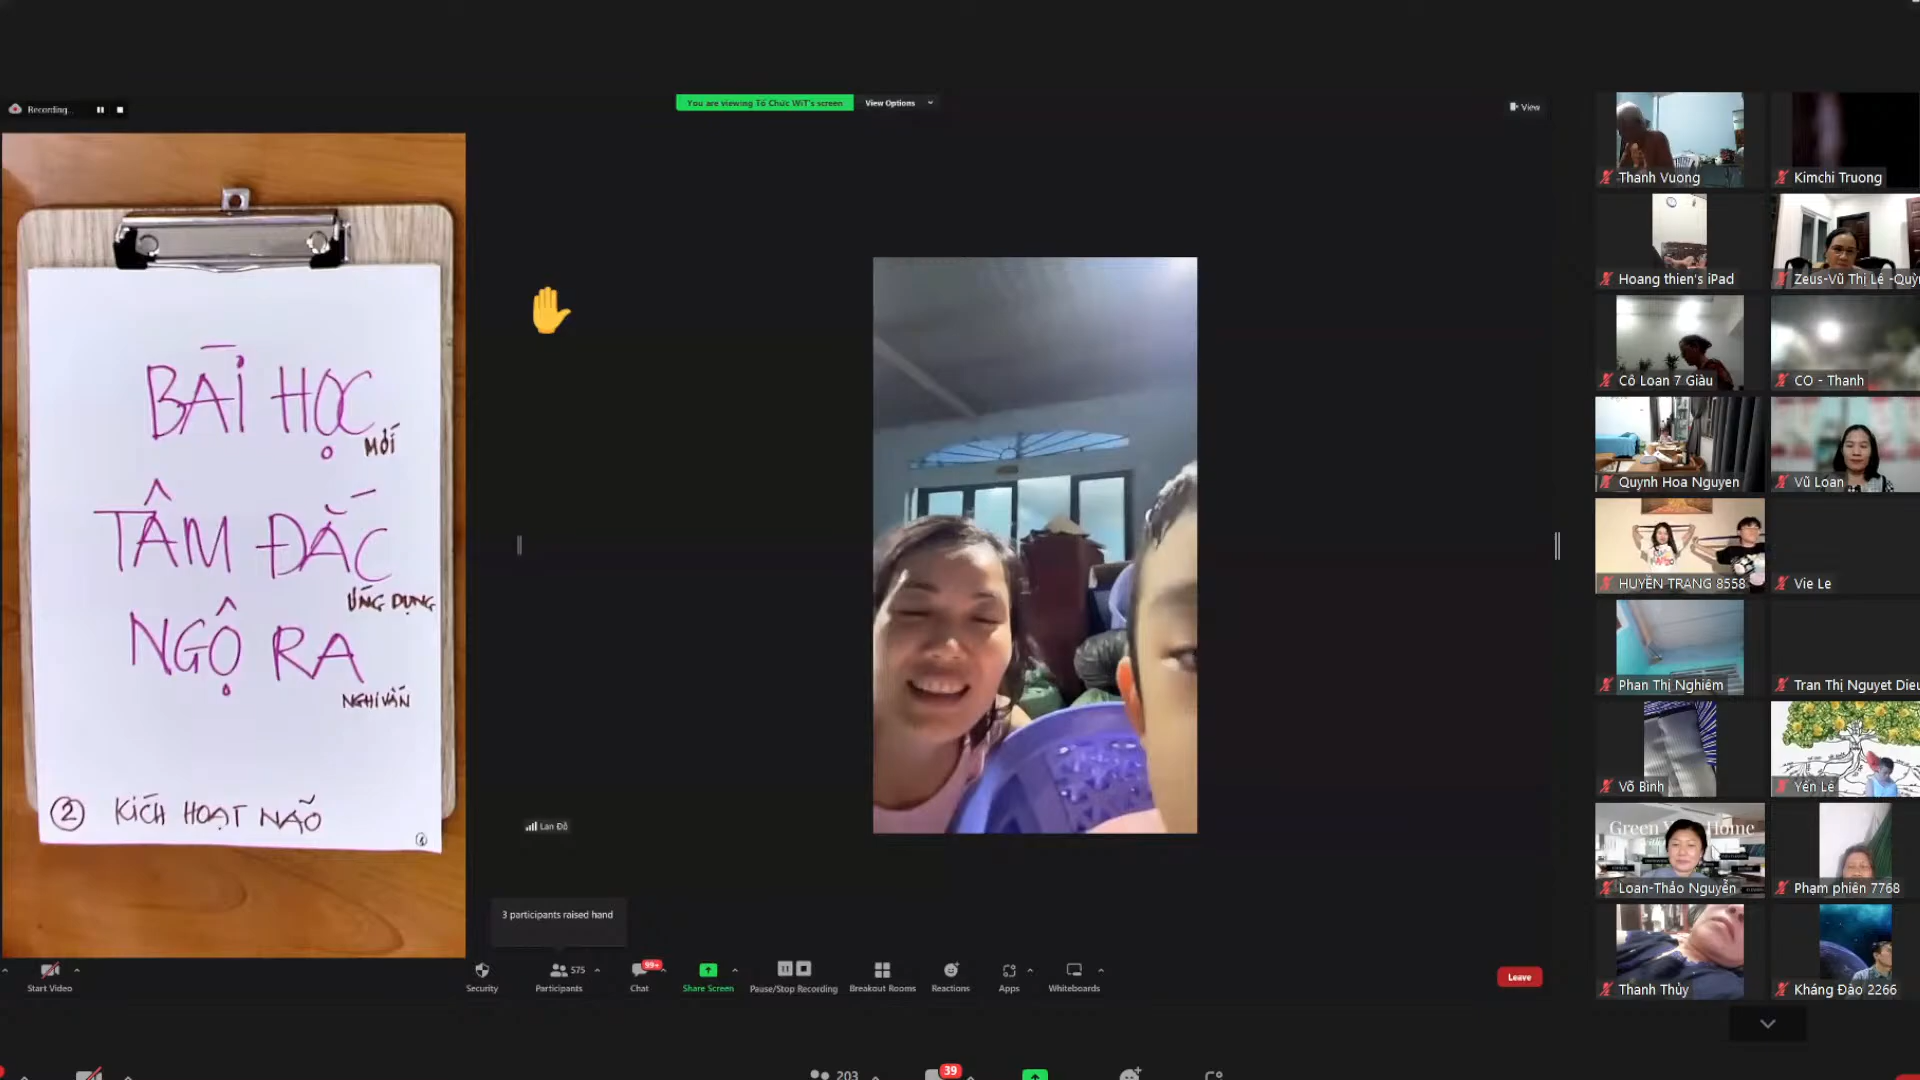 You are viewing Tổ Chức WIT's screen
View Options
Recording...
View
BÀI HỌC
MỚI
TÂM ĐẮC
ỨNG DỤNG
NGỘ RA
NGHI VẤN
2 KÍCH HOẠT NÃO
Lan Đỗ
3 participants raised hand
Start Video
Security
575
Participants
99+
Chat
Share Screen
Pause/Stop Recording
Breakout Rooms
Reactions
Apps
Whiteboards
Leave
Thanh Vuong
Kimchi Truong
Hoang thien's iPad
Zeus-Vũ Thị Lé -Quỳn
Cô Loan 7 Giàu
CO - Thanh
Quynh Hoa Nguyen
Vũ Loan
HUYỀN TRANG 8558
Vie Le
Phan Thị Nghiêm
Tran Thị Nguyet Dieu
Võ Bình
Yến Lê
Green Home
Loan-Thảo Nguyễn
Phạm phiên 7768
Thanh Thủy
Kháng Đào 2266
203
39